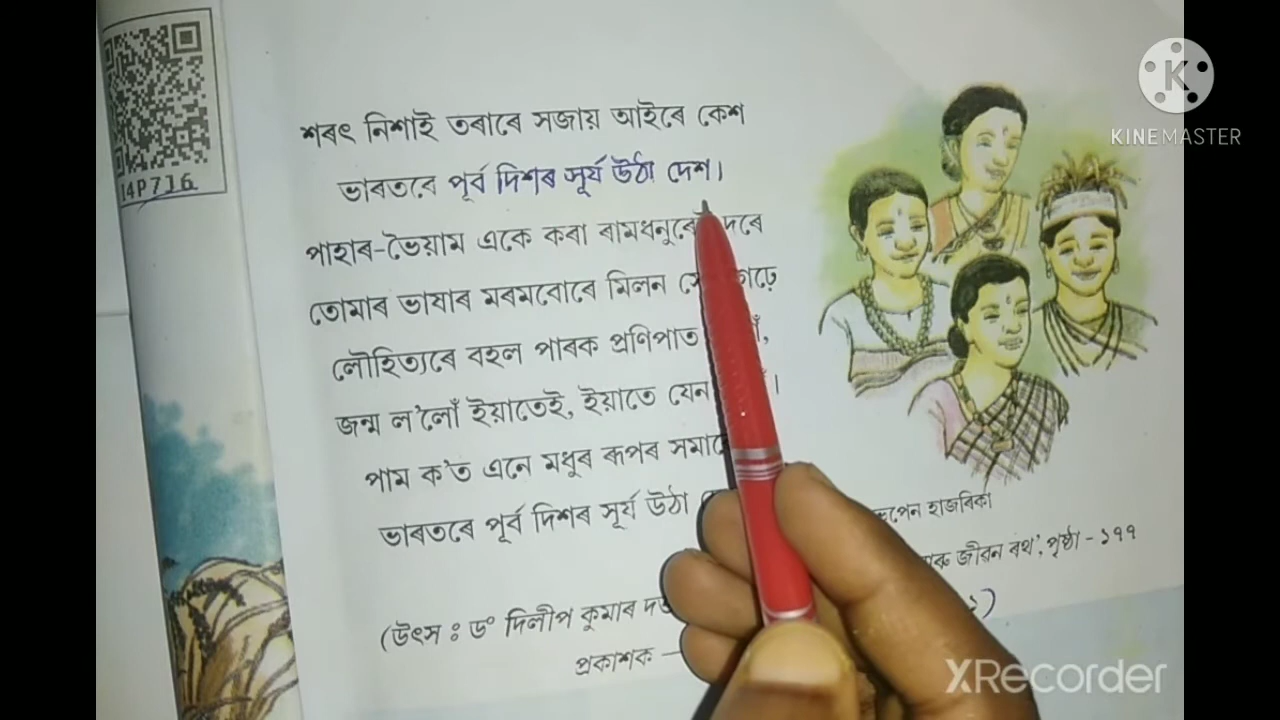 শৰৎ নিশাই তৰাৰে সজায় আইৰে কেশ
ভাৰতৰে পূৰ্ব দিশৰ সূৰ্য উঠা দেশ।
পাহাৰ-ভৈয়াম একে কৰা ৰামধনুৰে দৰে
তোমাৰ ভাষাৰ মৰমবোৰে মিলন
লৌহিত্যৰে বহল পাৰক প্ৰণিপাত
জন্ম ল'লোঁ ইয়াতেই, ইয়াতে যেন
পাম ক'ত এনে মধুৰ ৰূপৰ
ভাৰতৰে পূৰ্ব দিশৰ সূৰ্য উঠা
হাজৰিকা
জীৱন ৰথ', পৃষ্ঠা - ১৭৭
(উৎস : ড° দিলীপ কুমাৰ
প্ৰকাশক —
14P716
KINEMASTER
XRecorder